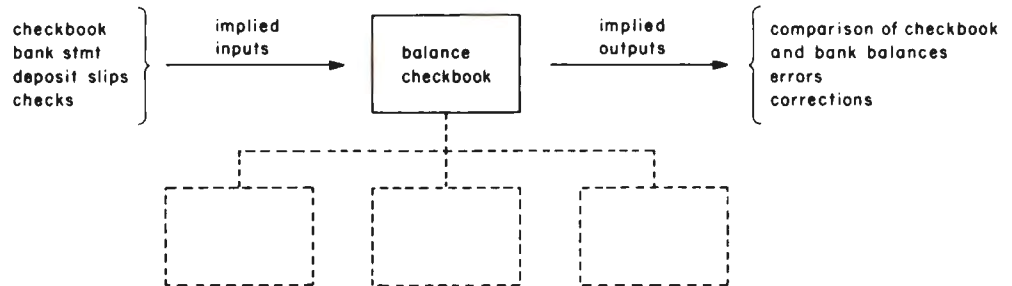 checkbook
bank stmt
deposit slips
checks
implied
inputs
balance
checkbook
implied
outputs
comparison of checkbook
and bank balances
errors
corrections